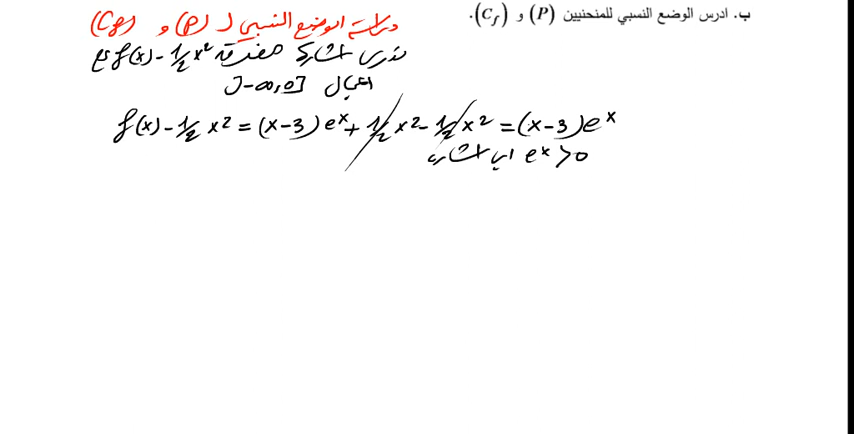 ب. ادرس الوضع النسبي للمنحنيين (P) و (C_f).
دراسة الوضع النسبي لـ (P) و (C_f)
ندرس اشارة الفرق f(x) - 1/2 x² على
المجال ]-∞,0]
f(x) - 1/2 x² = (x-3) e^x + 1/2 x² - 1/2 x² = (x-3) e^x
e^x > 0 اي اشارة